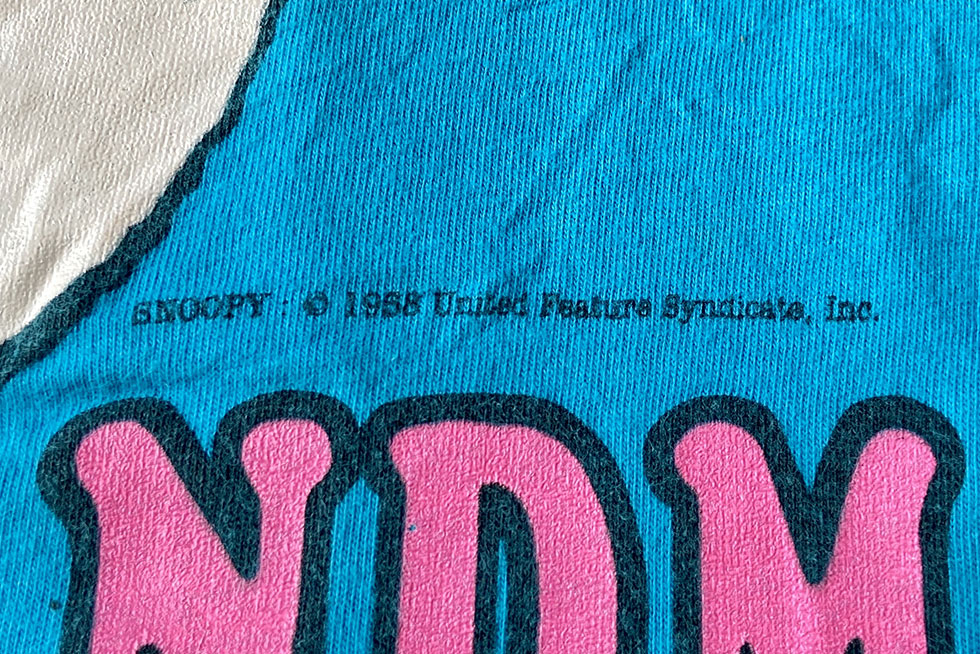 SNOOPY : © 1958 United Feature Syndicate, Inc.
NDM